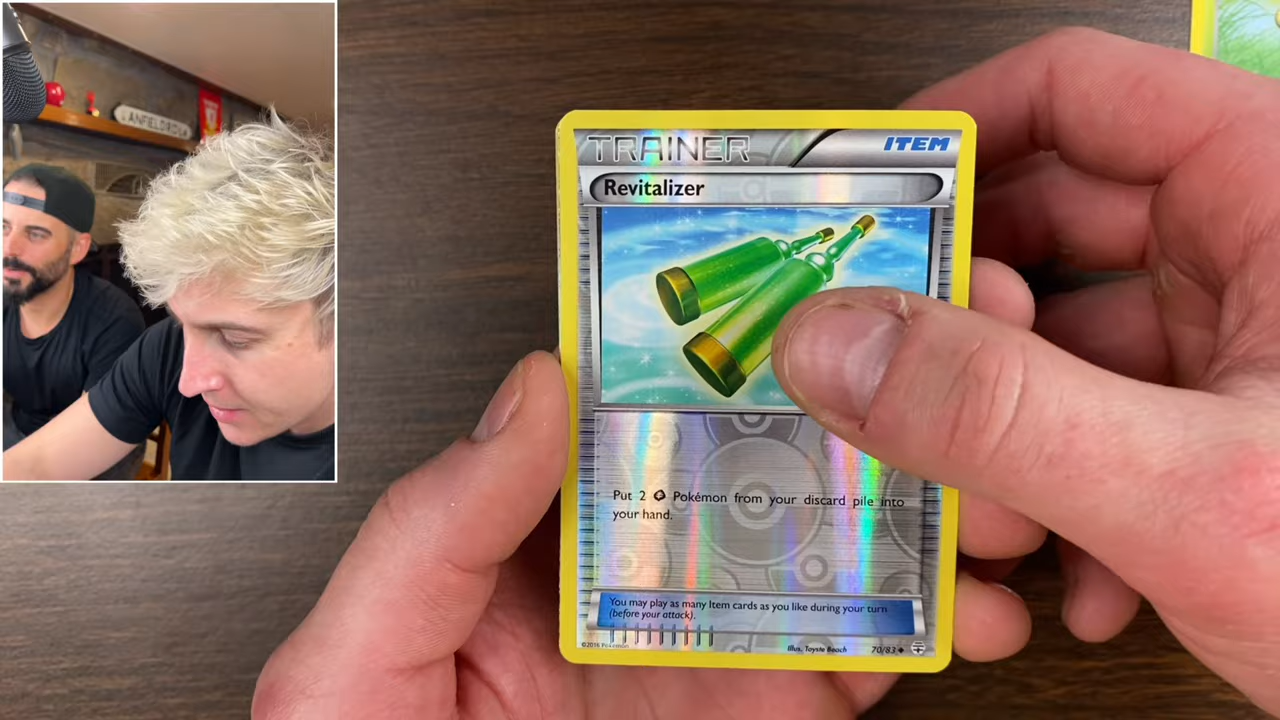 ANFIELD RD
TRAINER
ITEM
Revitalizer
Put 2 Pokémon from your discard pile into
your hand.
You may play as many Item cards as you like during your turn
(before your attack).
©2016 Pokémon
Illus. Toyste Beach
70/83